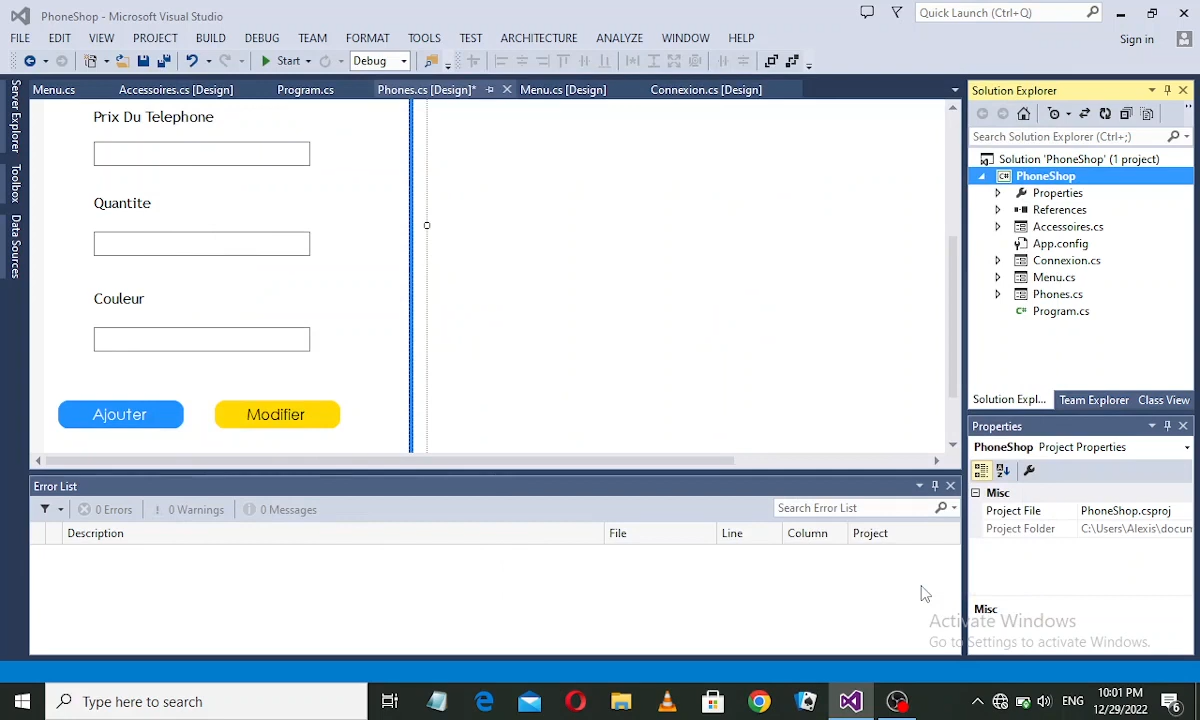 PhoneShop - Microsoft Visual Studio
Quick Launch (Ctrl+Q)
FILE EDIT VIEW PROJECT BUILD DEBUG TEAM FORMAT TOOLS TEST ARCHITECTURE ANALYZE WINDOW HELP
Sign in
Start Debug
Server Explorer
Toolbox
Data Sources
Menu.cs Accessoires.cs [Design] Program.cs Phones.cs [Design]* Menu.cs [Design] Connexion.cs [Design]
Prix Du Telephone
Quantite
Couleur
Ajouter Modifier
Solution Explorer
Search Solution Explorer (Ctrl+;)
Solution 'PhoneShop' (1 project)
C# PhoneShop
Properties
References
Accessoires.cs
App.config
Connexion.cs
Menu.cs
Phones.cs
C# Program.cs
Solution Expl... Team Explorer Class View
Properties
PhoneShop Project Properties
Misc
Project File PhoneShop.csproj
Project Folder C:\Users\Alexis\docun
Misc
Error List
0 Errors 0 Warnings 0 Messages
Search Error List
Description File Line Column Project
Activate Windows
Go to Settings to activate Windows.
Type here to search
ENG
10:01 PM
12/29/2022
6